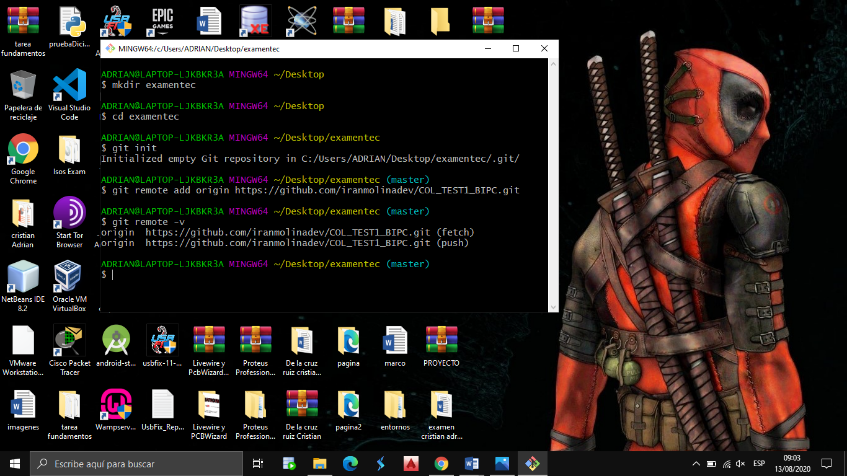 MINGW64:/c/Users/ADRIAN/Desktop/examentec
ADRIAN@LAPTOP-LJKBKR3A MINGW64 ~/Desktop
$ mkdir examentec
ADRIAN@LAPTOP-LJKBKR3A MINGW64 ~/Desktop
$ cd examentec
ADRIAN@LAPTOP-LJKBKR3A MINGW64 ~/Desktop/examentec
$ git init
Initialized empty Git repository in C:/Users/ADRIAN/Desktop/examentec/.git/
ADRIAN@LAPTOP-LJKBKR3A MINGW64 ~/Desktop/examentec (master)
$ git remote add origin https://github.com/iranmolinadev/COL_TEST1_BIPC.git
ADRIAN@LAPTOP-LJKBKR3A MINGW64 ~/Desktop/examentec (master)
$ git remote -v
origin https://github.com/iranmolinadev/COL_TEST1_BIPC.git (fetch)
origin https://github.com/iranmolinadev/COL_TEST1_BIPC.git (push)
ADRIAN@LAPTOP-LJKBKR3A MINGW64 ~/Desktop/examentec (master)
$
EPIC
GAMES
XE
tarea
fundamentos
pruebaDici...
Papelera de
reciclaje
Visual Studio
Code
Google
Chrome
Isos Exam
cristian
Adrian
Start Tor
Browser
NetBeans IDE
8.2
Oracle VM
VirtualBox
VMware
Workstatio...
Cisco Packet
Tracer
android-st...
usbfix-11-...
Livewire y
PcbWizard...
Proteus
Profession...
De la cruz
ruiz cristia...
pagina
marco
PROYECTO
imagenes
tarea
fundamentos
Wampserv...
UsbFix_Rep...
Livewire y
PCBWizard
Proteus
Profession...
De la cruz
ruiz Cristian
pagina2
entornos
examen
cristian adr...
Escribe aquí para buscar
ESP
09:03
13/08/2020